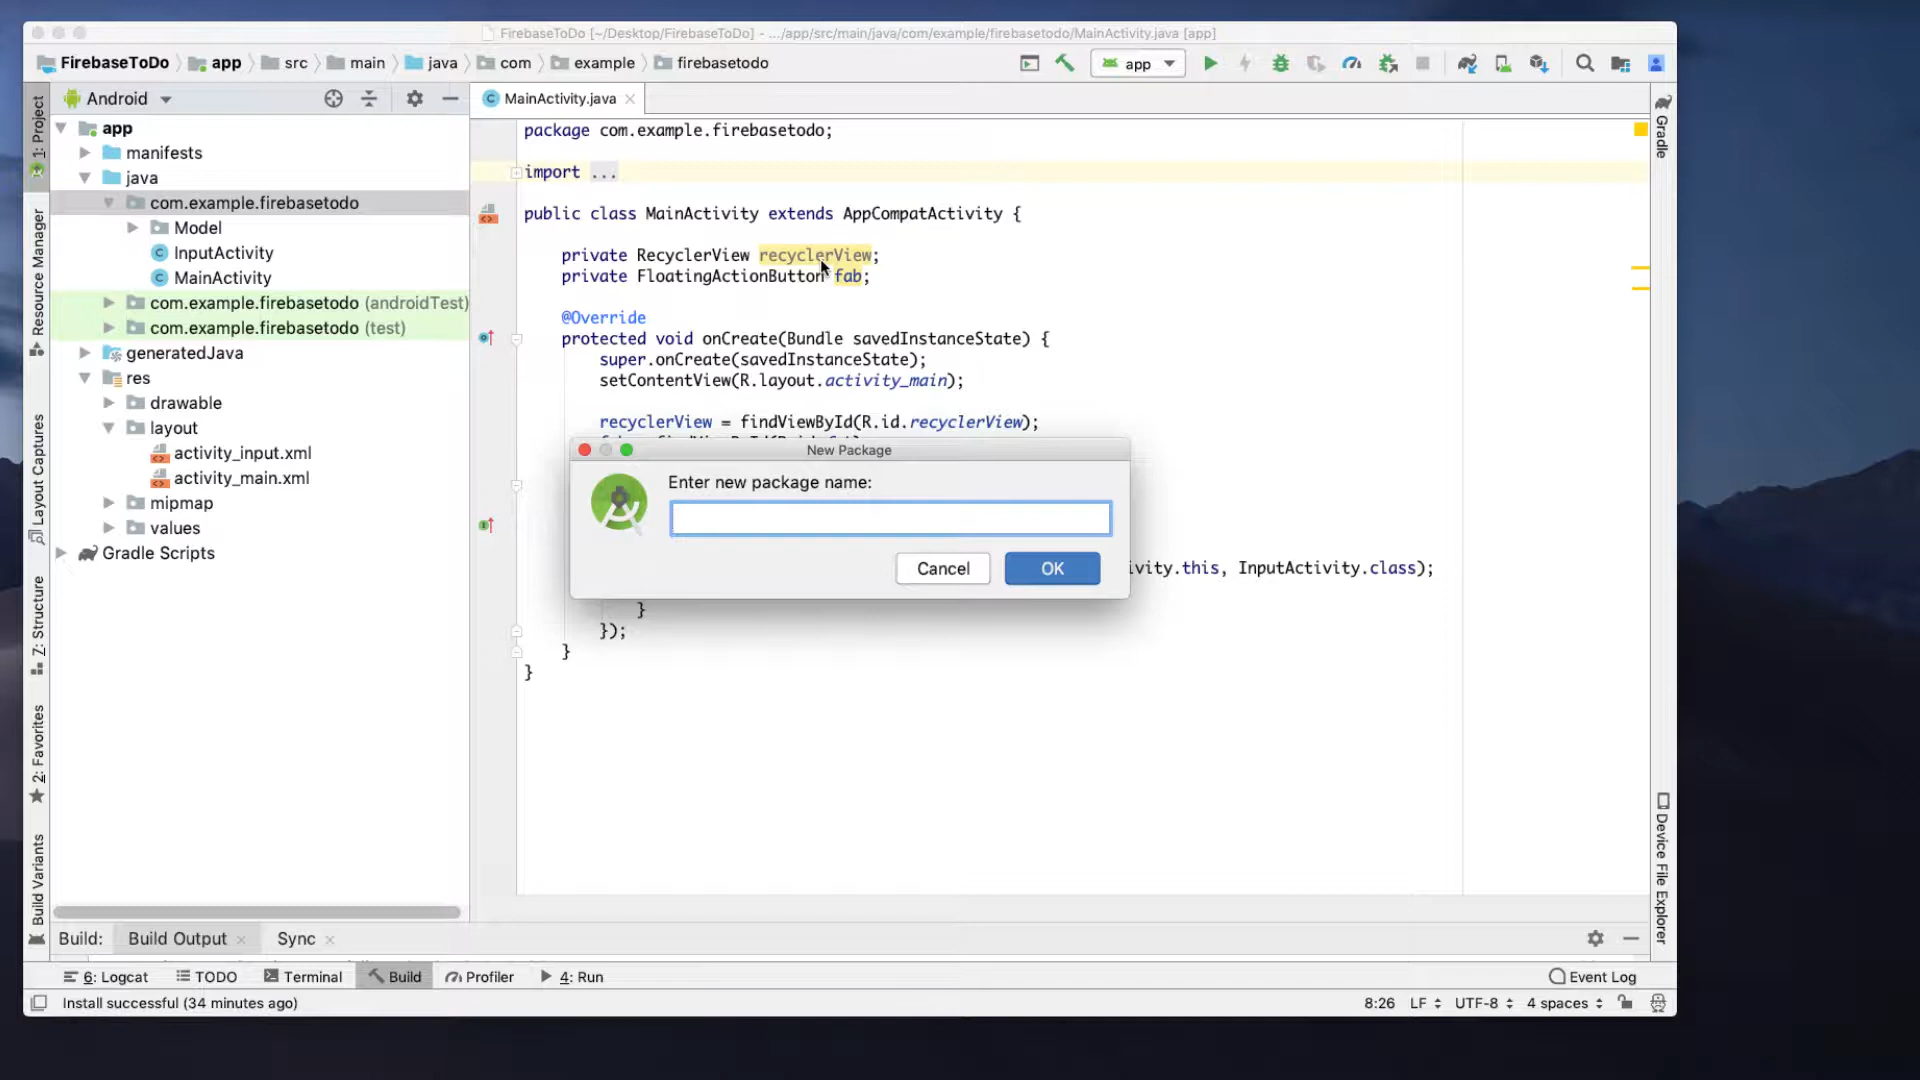 FirebaseToDo [~/Desktop/FirebaseToDo] - .../app/src/main/java/com/example/firebasetodo/MainActivity.java [app]
FirebaseToDo app src main java com example firebasetodo app
Android MainActivity.java
1: Project
Resource Manager
Layout Captures
7: Structure
2: Favorites
Build Variants
app
manifests
java
com.example.firebasetodo
Model
InputActivity
MainActivity
com.example.firebasetodo (androidTest)
com.example.firebasetodo (test)
generatedJava
res
drawable
layout
activity_input.xml
activity_main.xml
mipmap
values
Gradle Scripts
package com.example.firebasetodo;
import ...
public class MainActivity extends AppCompatActivity {
private RecyclerView recyclerView;
private FloatingActionButton fab;
@Override
protected void onCreate(Bundle savedInstanceState) {
super.onCreate(savedInstanceState);
setContentView(R.layout.activity_main);
recyclerView = findViewById(R.id.recyclerView);
New Package
Enter new package name:
Cancel OK
ivity.this, InputActivity.class);
}
});
}
}
Gradle
Device File Explorer
Build: Build Output Sync
6: Logcat TODO Terminal Build Profiler 4: Run Event Log
Install successful (34 minutes ago) 8:26 LF UTF-8 4 spaces